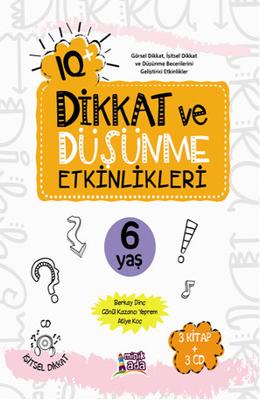 Görsel Dikkat, İşitsel Dikkat
ve Düşünme Becerilerini
Geliştirici Etkinlikler
IQ+
DİKKAT ve
DÜŞÜNME
ETKİNLİKLERİ
6
yaş
Berkay Dinç
Gönül Kazancı Yeprem
Atiye Koç
3 KİTAP
+
3 CD
CD
İŞİTSEL DİKKAT
minik
ada